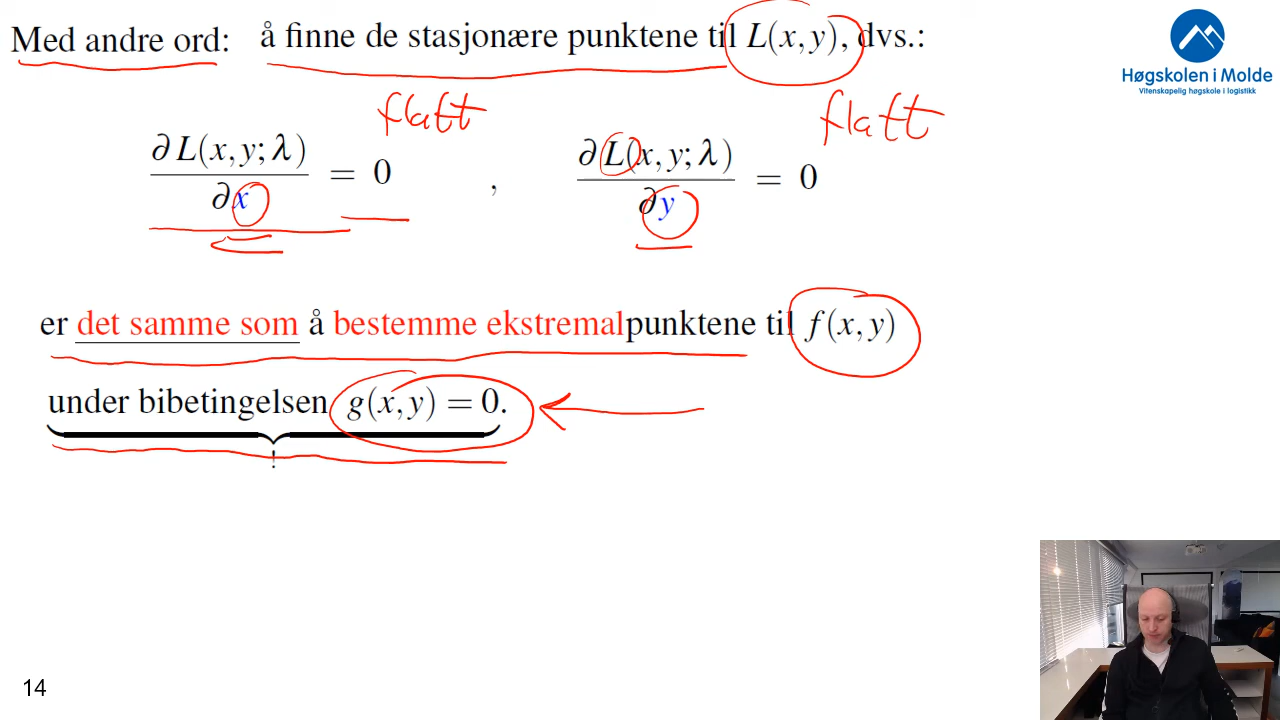 Med andre ord: å finne de stasjonære punktene til L(x, y), dvs.:
Høgskolen i Molde
Vitenskapelig høgskole i logistikk
flatt flatt
∂ L(x, y; λ) / ∂x = 0 , ∂ L(x, y; λ) / ∂y = 0
er det samme som å bestemme ekstremalpunktene til f(x, y)
under bibetingelsen g(x, y) = 0.
!
14